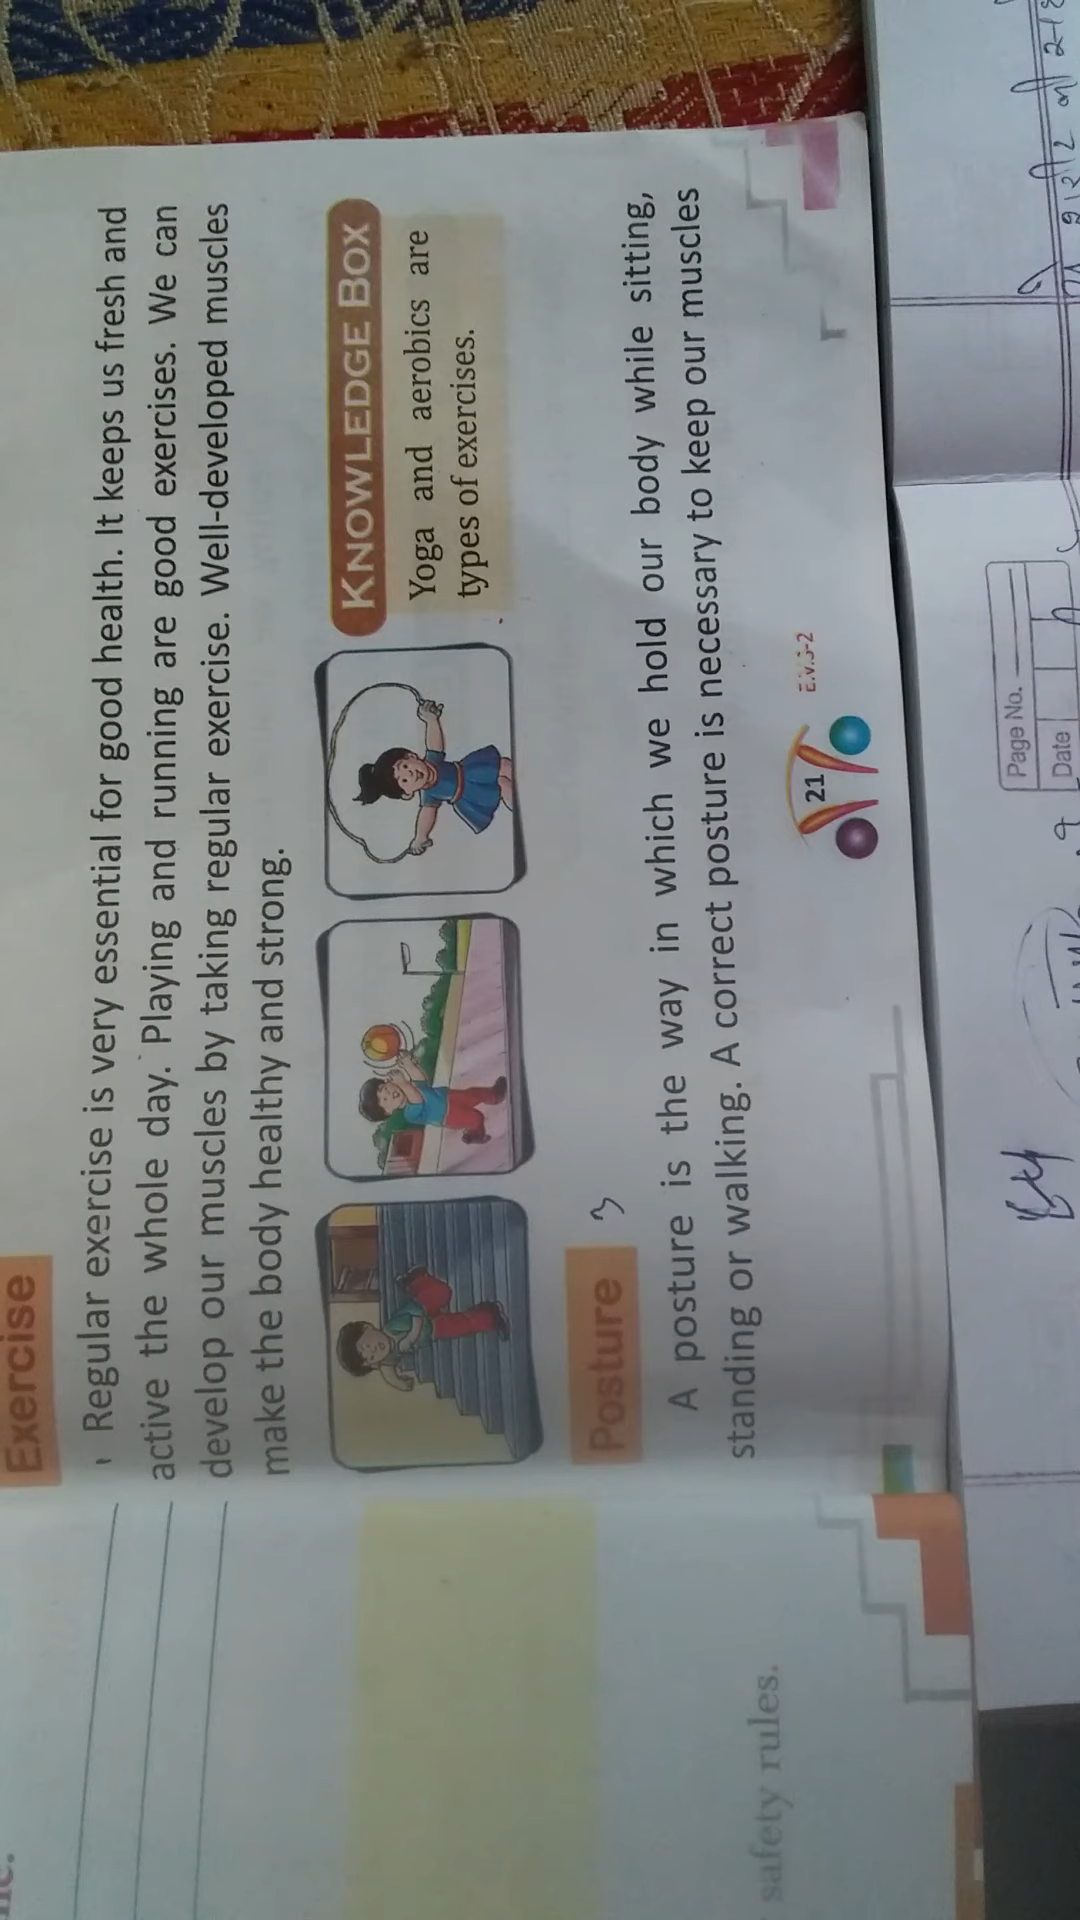 Exercise
Regular exercise is very essential for good health. It keeps us fresh and
active the whole day. Playing and running are good exercises. We can
develop our muscles by taking regular exercise. Well-developed muscles
make the body healthy and strong.
KNOWLEDGE BOX
Yoga and aerobics are
types of exercises.
Posture
A posture is the way in which we hold our body while sitting,
standing or walking. A correct posture is necessary to keep our muscles
21
E.V.S-2
safety rules.
Page No.
Date